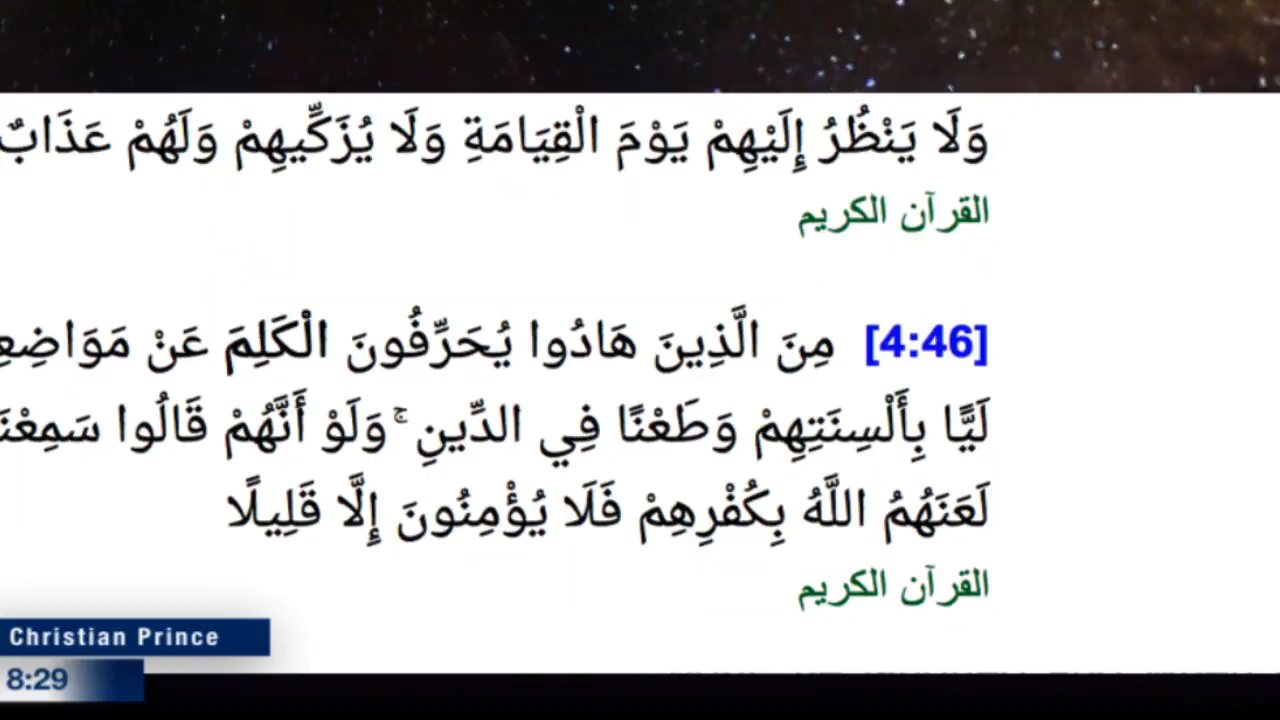 وَلَا يَنْظُرُ إِلَيْهِمْ يَوْمَ الْقِيَامَةِ وَلَا يُزَكِّيهِمْ وَلَهُمْ عَذَابٌ
القرآن الكريم
[4:46] مِنَ الَّذِينَ هَادُوا يُحَرِّفُونَ الْكَلِمَ عَنْ
لَيًّا بِأَلْسِنَتِهِمْ وَطَعْنًا فِي الدِّينِ ۚ وَلَوْ أَنَّهُمْ قَالُوا
لَعَنَهُمُ اللَّهُ بِكُفْرِهِمْ فَلَا يُؤْمِنُونَ إِلَّا قَلِيلًا
القرآن الكريم
Christian Prince
8:29